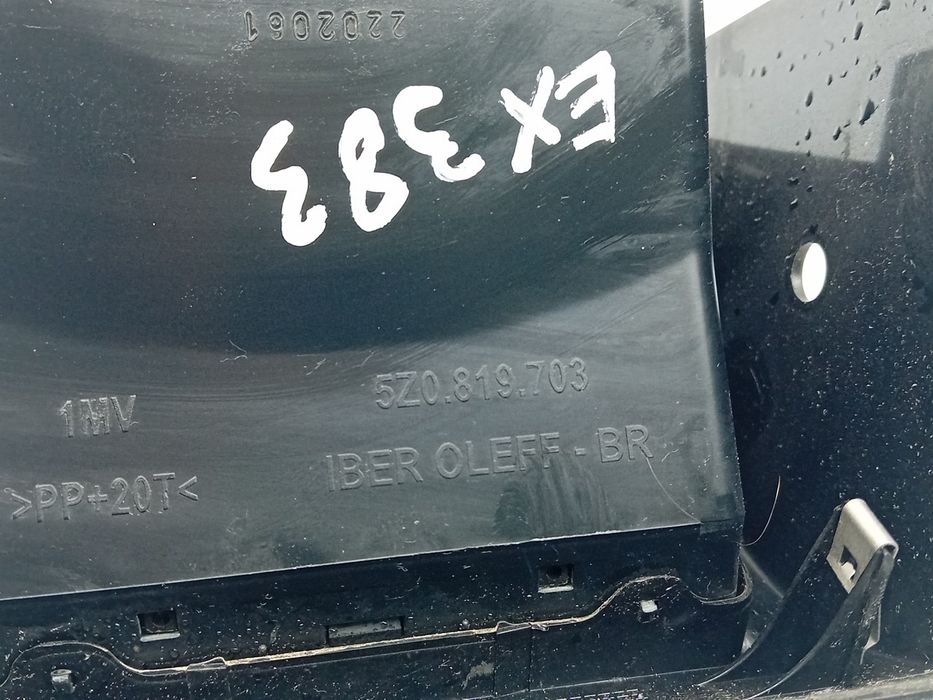 2202061
EX 383
5Z0.819.703
1MV
IBER OLEFF - BR
>PP+20T<